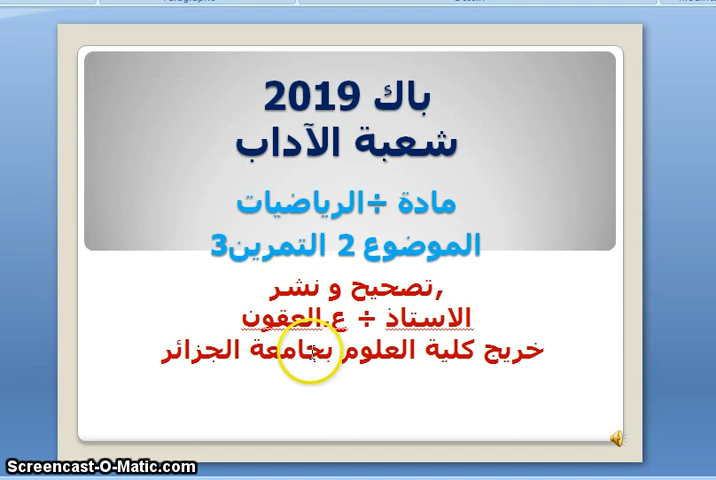 باك 2019
شعبة الآداب
مادة ÷الرياضيات
الموضوع 2 التمرين3
,تصحيح و نشر
الاستاذ ÷ ع.العقون
خريج كلية العلوم بجامعة الجزائر
Screencast-O-Matic.com